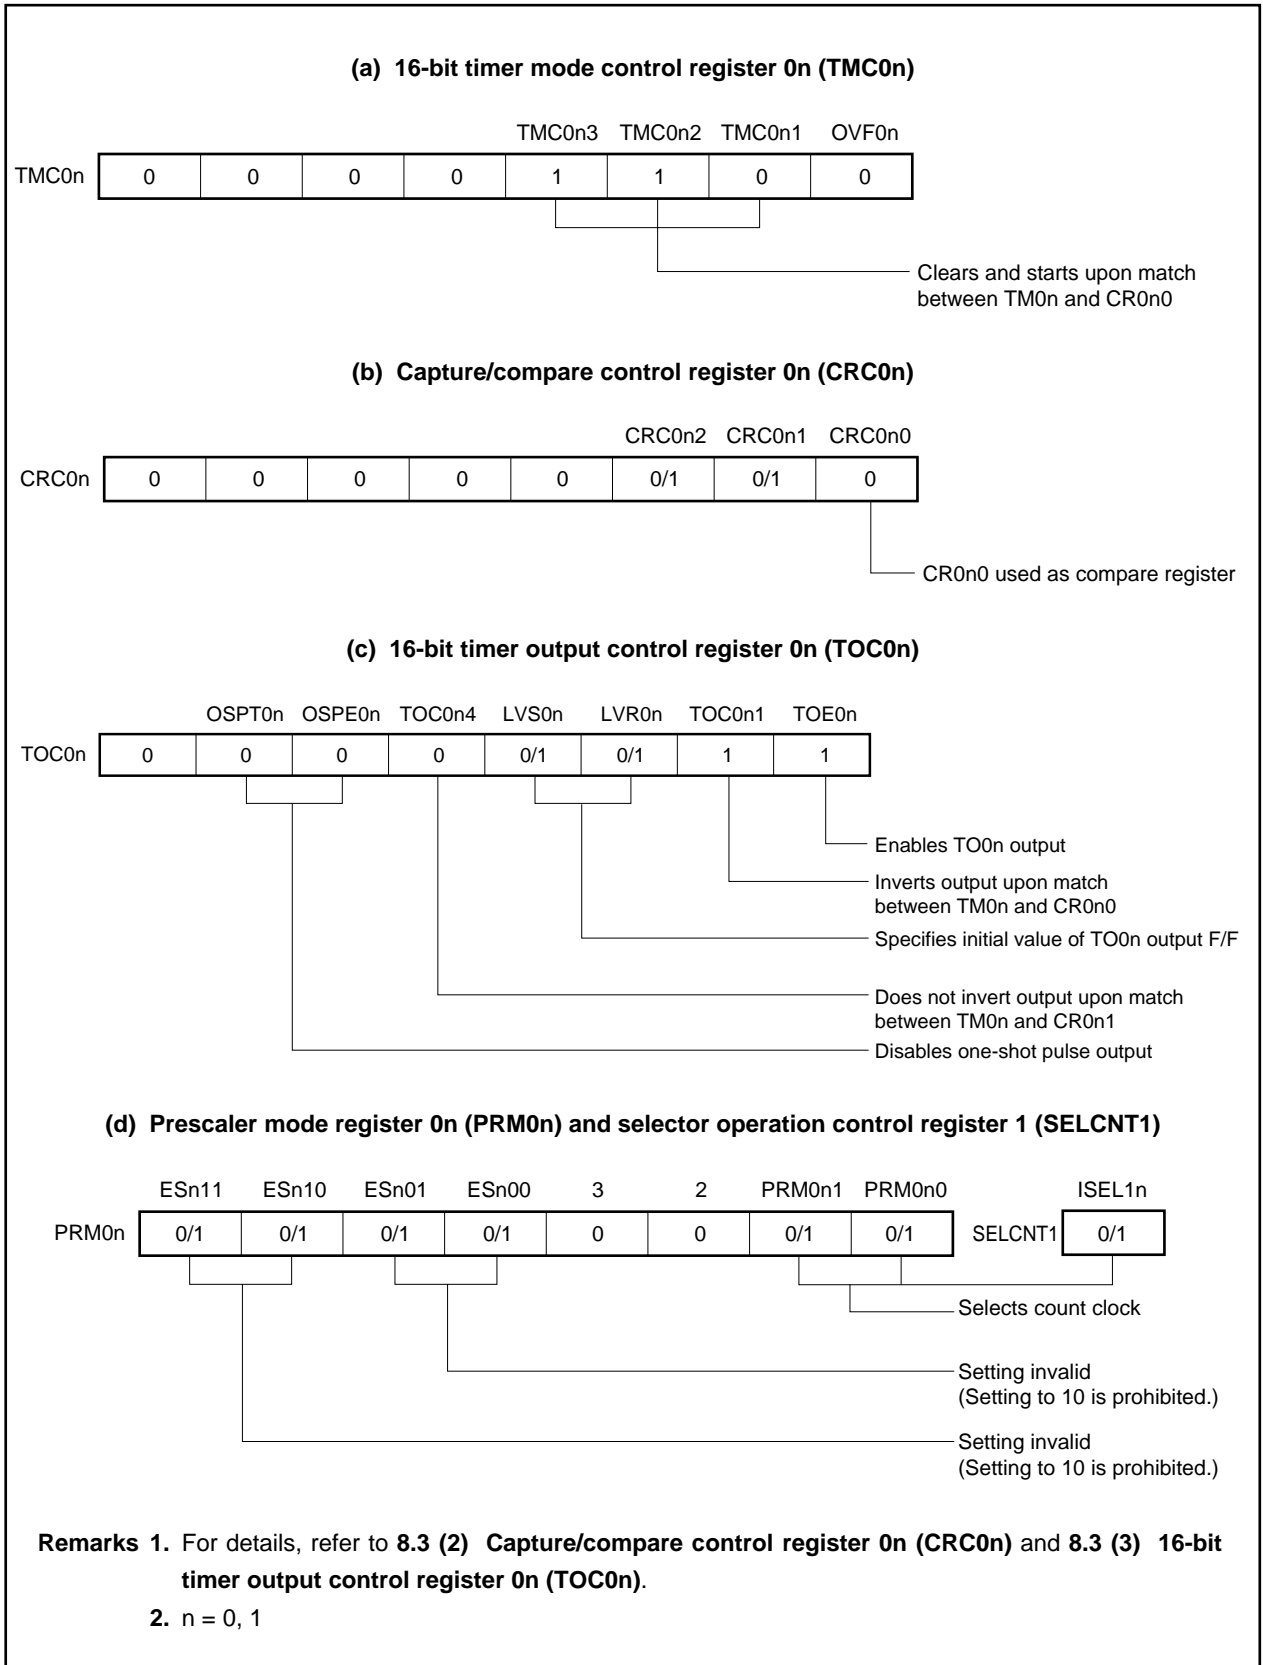 (a) 16-bit timer mode control register 0n (TMC0n)
TMC0n3 TMC0n2 TMC0n1 OVF0n
TMC0n 0 0 0 0 1 1 0 0
Clears and starts upon match
between TM0n and CR0n0
(b) Capture/compare control register 0n (CRC0n)
CRC0n2 CRC0n1 CRC0n0
CRC0n 0 0 0 0 0 0/1 0/1 0
CR0n0 used as compare register
(c) 16-bit timer output control register 0n (TOC0n)
OSPT0n OSPE0n TOC0n4 LVS0n LVR0n TOC0n1 TOE0n
TOC0n 0 0 0 0 0/1 0/1 1 1
Enables TO0n output
Inverts output upon match
between TM0n and CR0n0
Specifies initial value of TO0n output F/F
Does not invert output upon match
between TM0n and CR0n1
Disables one-shot pulse output
(d) Prescaler mode register 0n (PRM0n) and selector operation control register 1 (SELCNT1)
ESn11 ESn10 ESn01 ESn00 3 2 PRM0n1 PRM0n0 ISEL1n
PRM0n 0/1 0/1 0/1 0/1 0 0 0/1 0/1 SELCNT1 0/1
Selects count clock
Setting invalid
(Setting to 10 is prohibited.)
Setting invalid
(Setting to 10 is prohibited.)
Remarks 1. For details, refer to 8.3 (2) Capture/compare control register 0n (CRC0n) and 8.3 (3) 16-bit
timer output control register 0n (TOC0n).
2. n = 0, 1